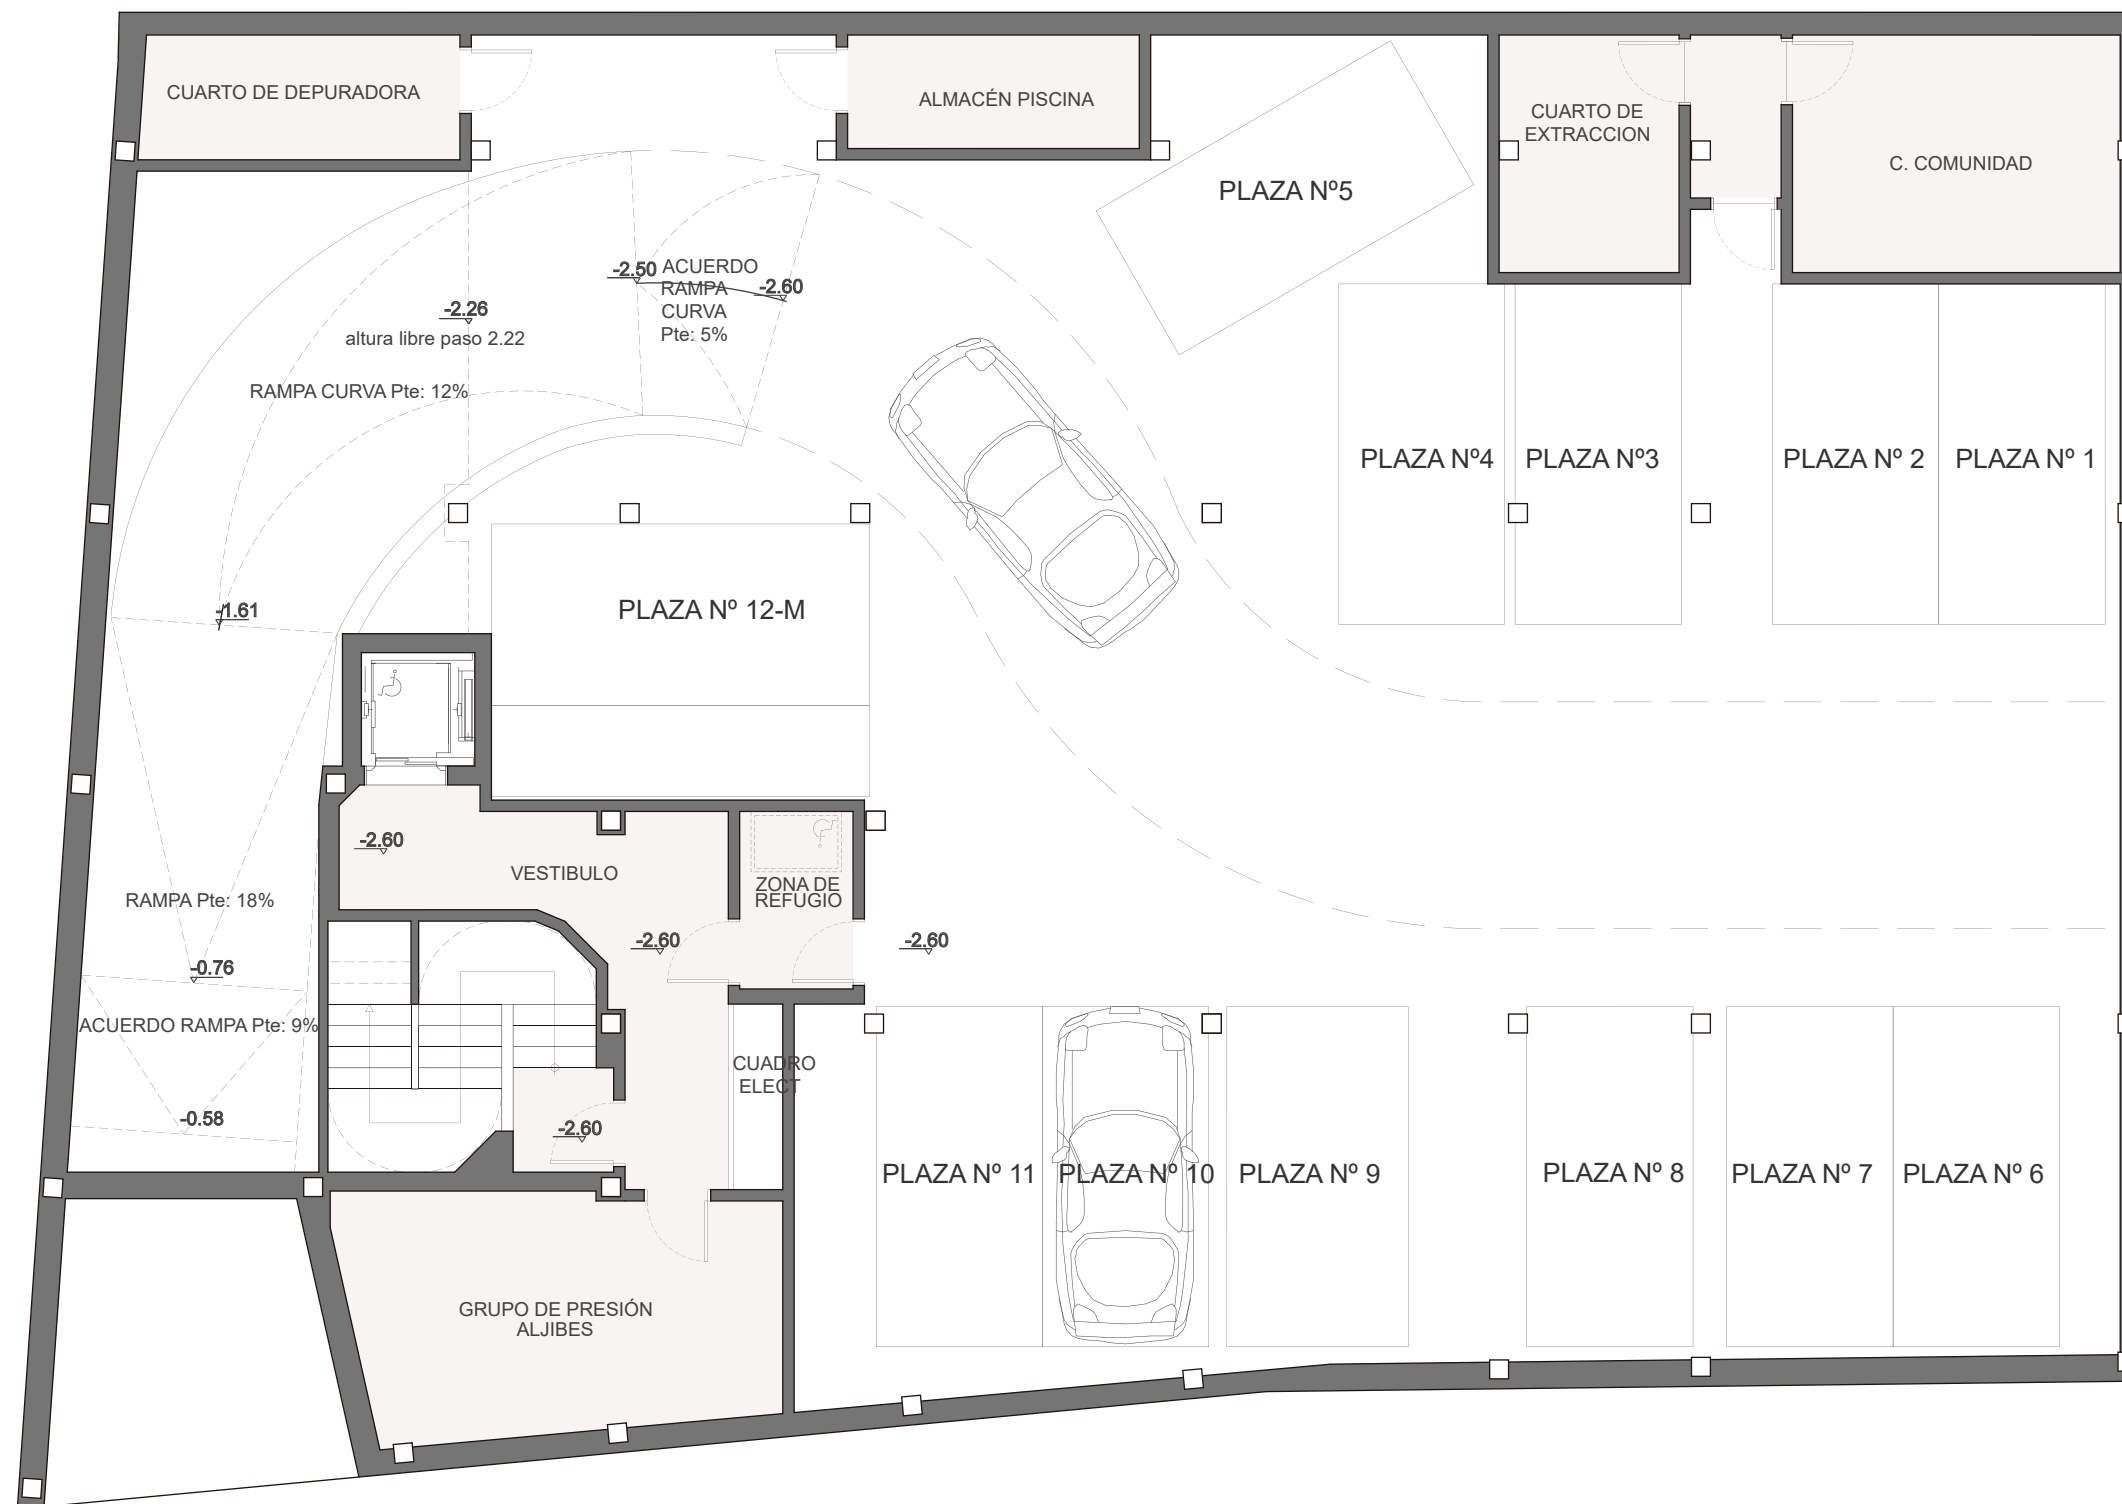 CUARTO DE DEPURADORA
ALMACÉN PISCINA
CUARTO DE
EXTRACCION
C. COMUNIDAD
PLAZA Nº5
-2.50
ACUERDO
RAMPA
CURVA
Pte: 5%
-2.60
-2.26
altura libre paso 2.22
RAMPA CURVA Pte: 12%
PLAZA Nº4
PLAZA Nº3
PLAZA Nº 2
PLAZA Nº 1
-1.61
PLAZA Nº 12-M
-2.60
VESTIBULO
ZONA DE
REFUGIO
RAMPA Pte: 18%
-2.60
-2.60
-0.76
ACUERDO RAMPA Pte: 9%
CUADRO
ELECT
-0.58
-2.60
PLAZA Nº 11
PLAZA Nº 10
PLAZA Nº 9
PLAZA Nº 8
PLAZA Nº 7
PLAZA Nº 6
GRUPO DE PRESIÓN
ALJIBES